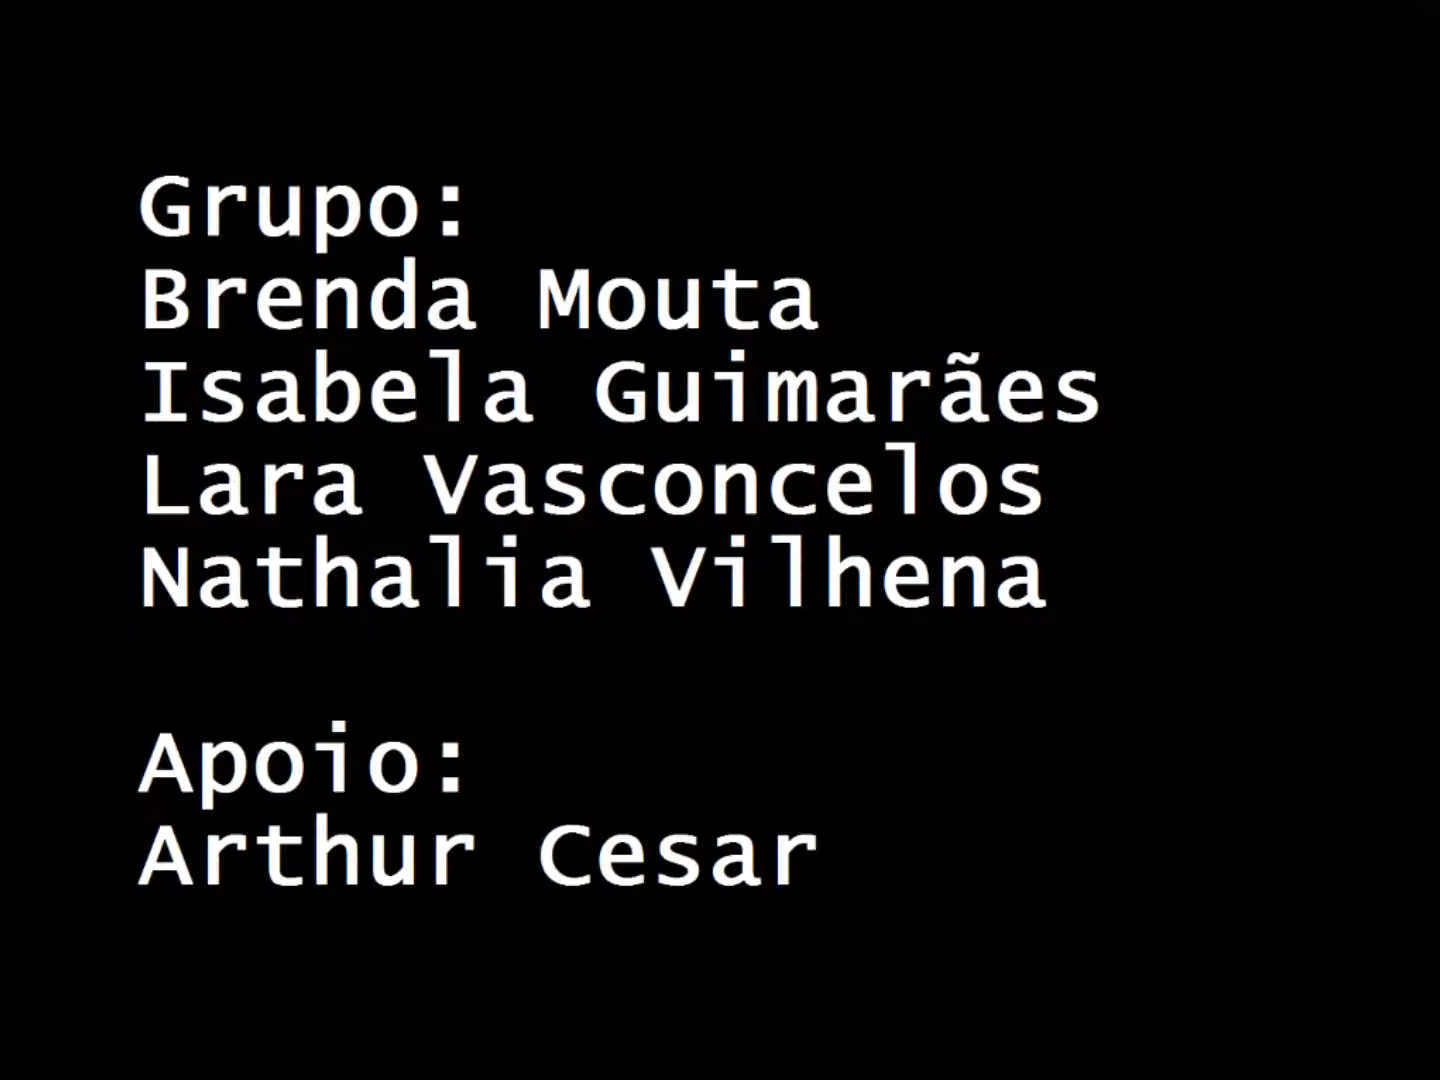 Grupo:
Brenda Mouta
Isabela Guimarães
Lara Vasconcelos
Nathalia Vilhena
Apoio:
Arthur Cesar